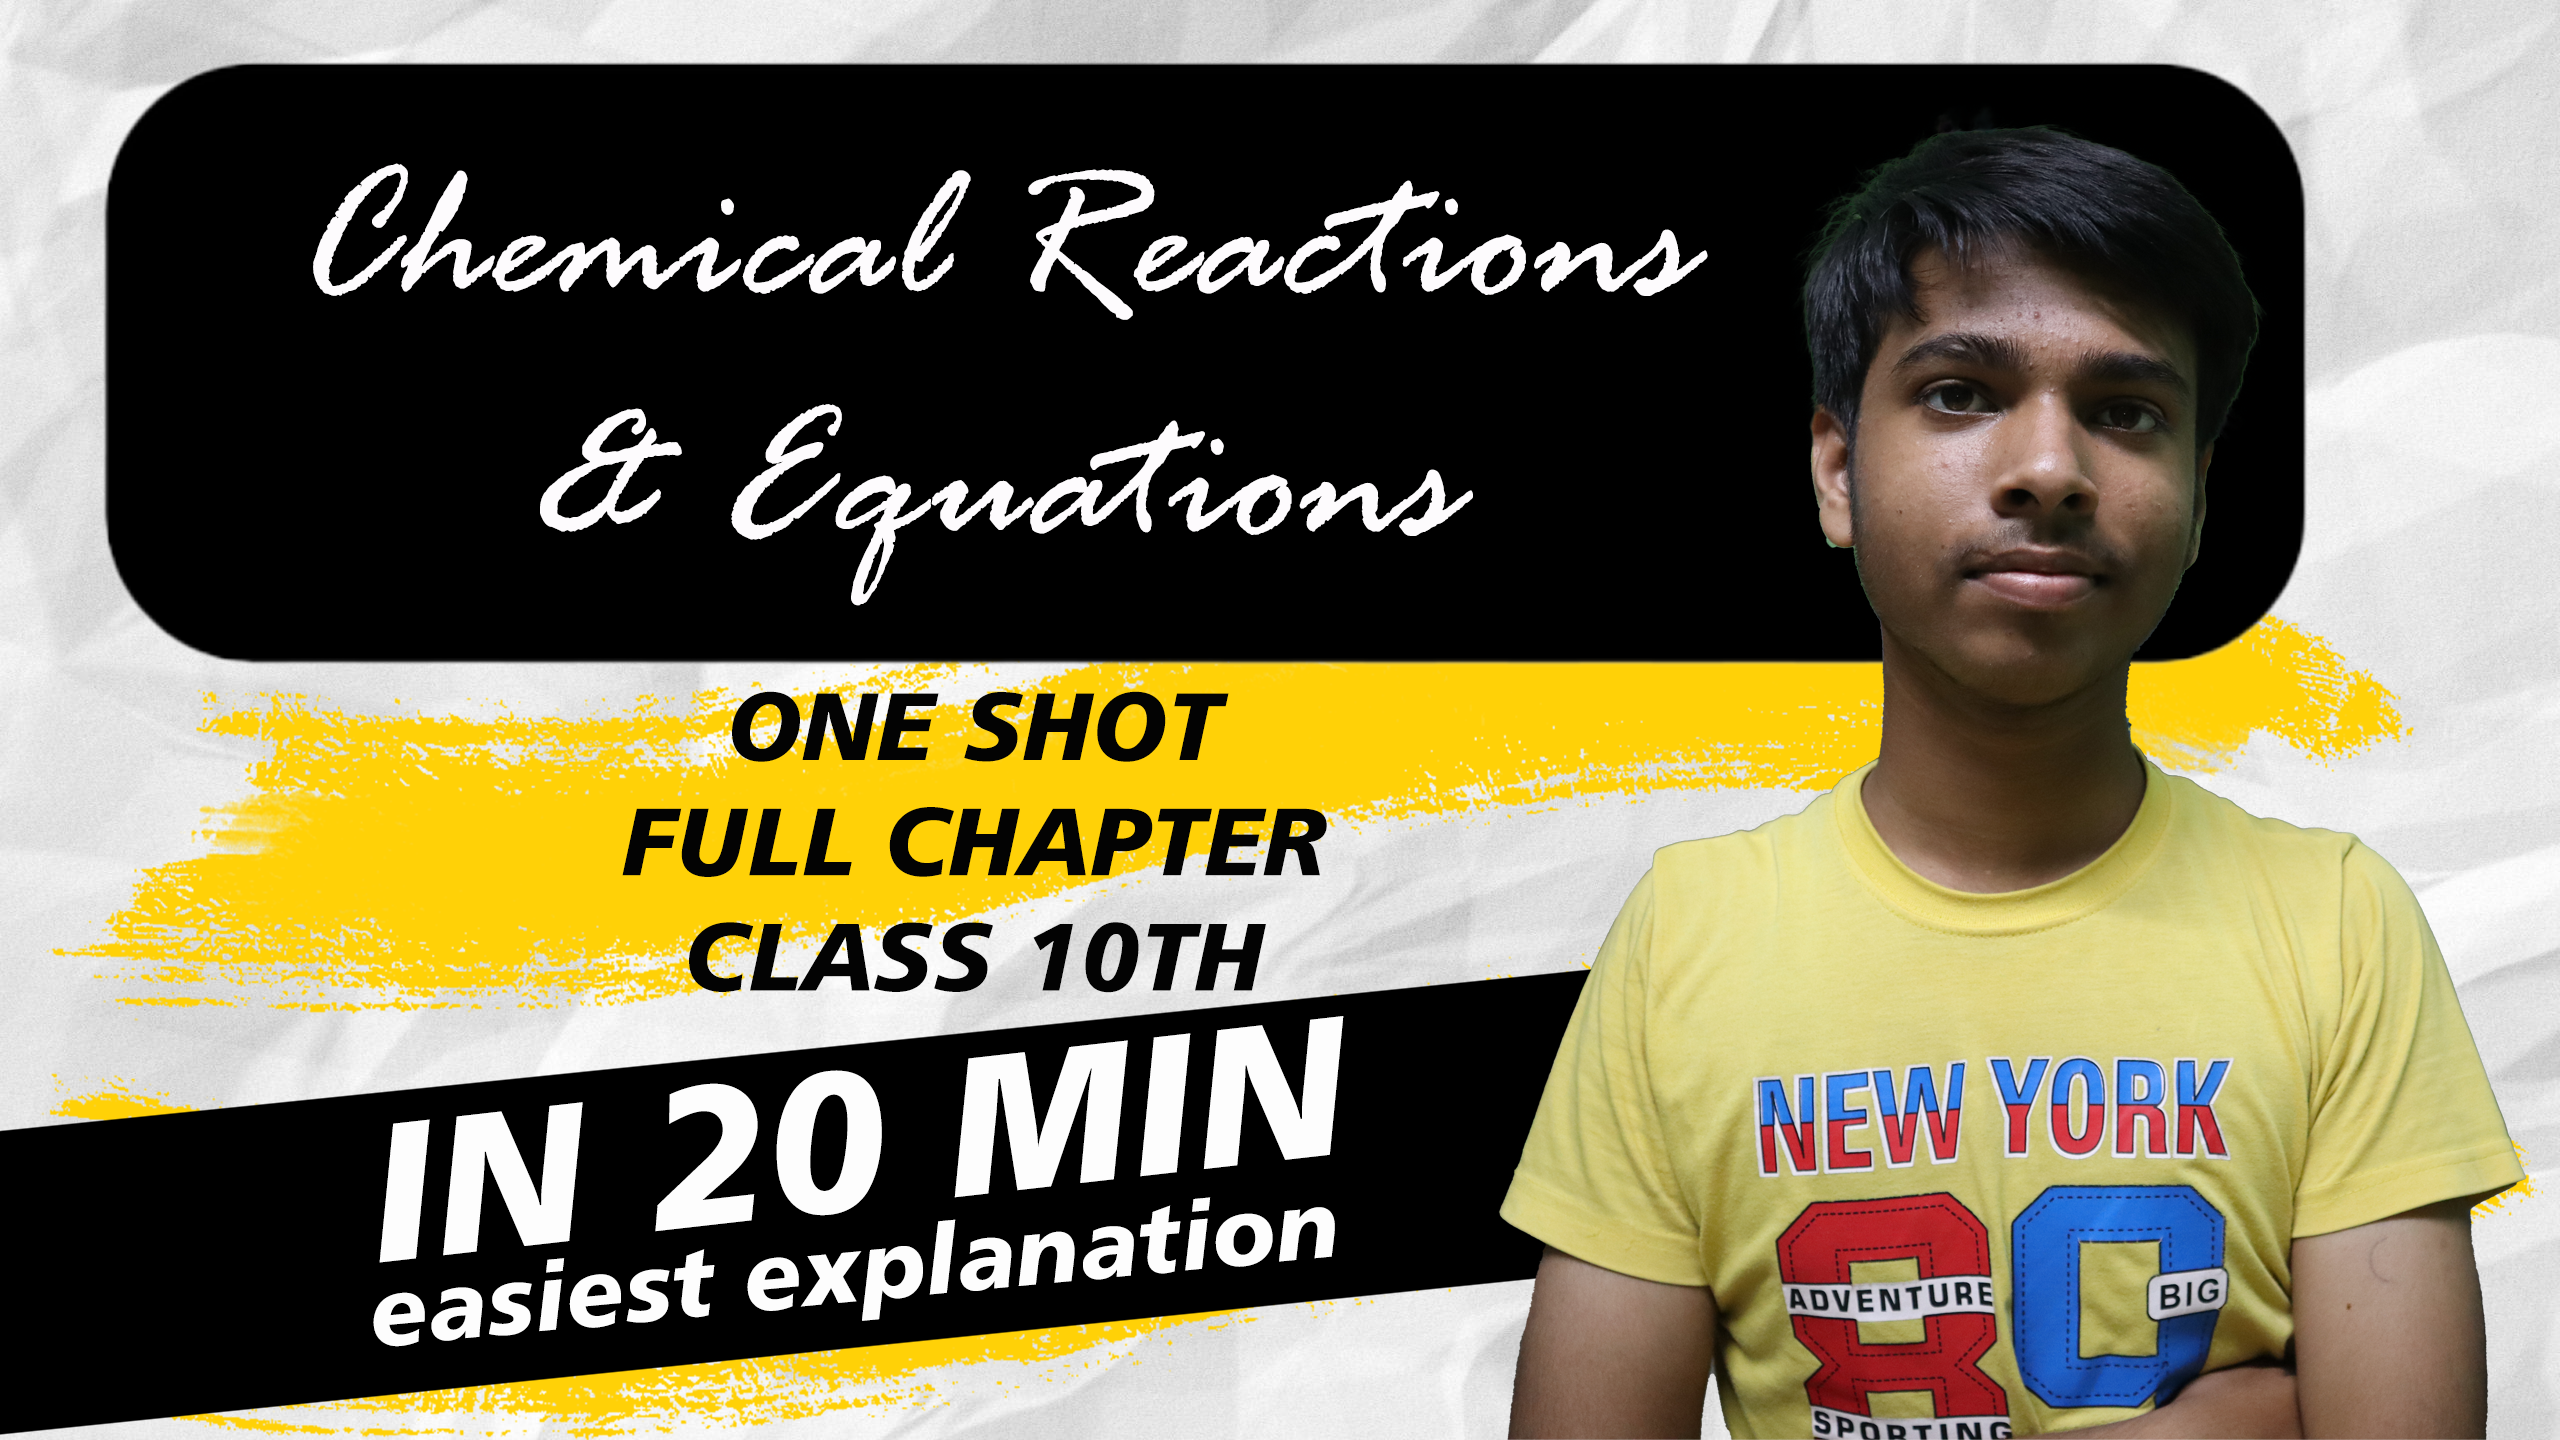 Chemical Reactions
& Equations
ONE SHOT
FULL CHAPTER
CLASS 10TH
IN 20 MIN
easiest explanation
NEW YORK
80
ADVENTURE
BIG
SPORTING